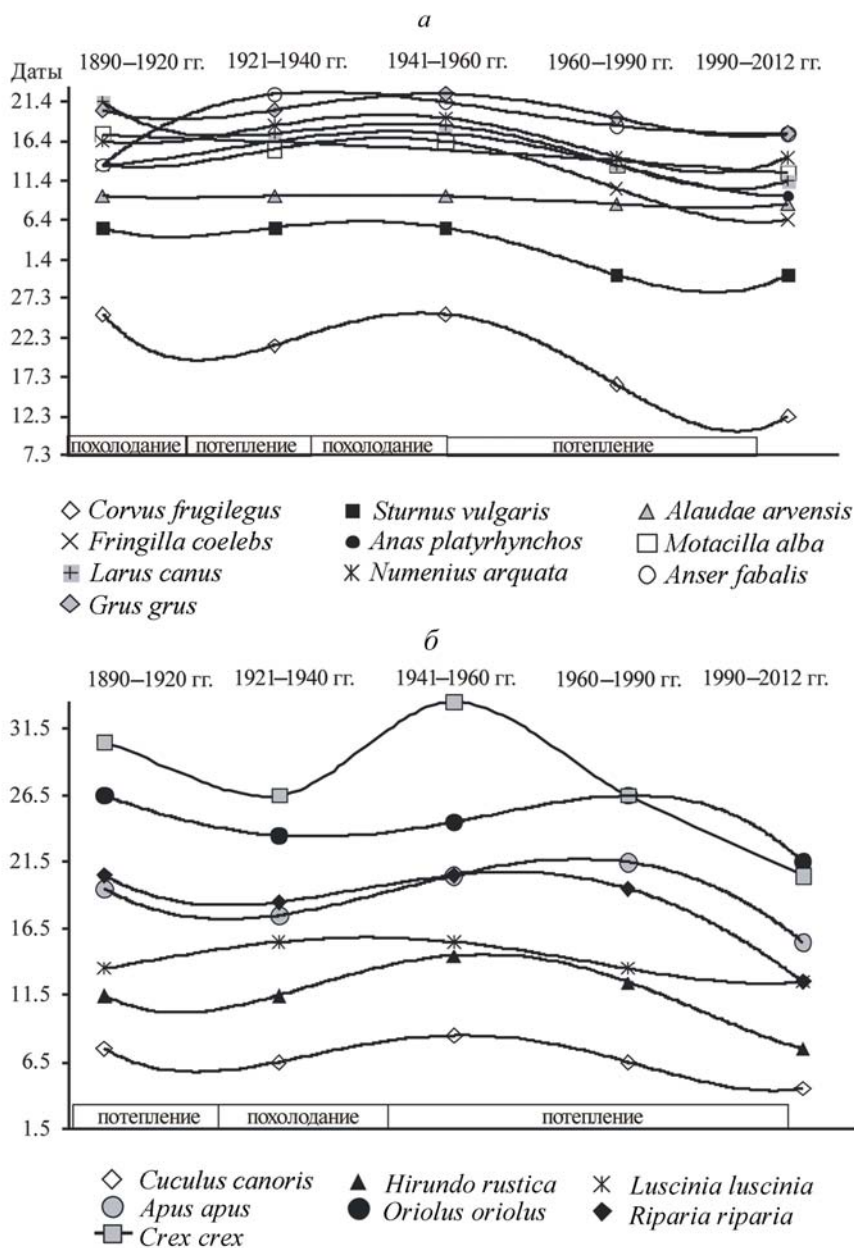 а
1890–1920 гг. 1921–1940 гг. 1941–1960 гг. 1960–1990 гг. 1990–2012 гг.
Даты
21.4
16.4
11.4
6.4
1.4
27.3
22.3
17.3
12.3
7.3
похолодание потепление похолодание потепление
Corvus frugilegus Sturnus vulgaris Alaudae arvensis
Fringilla coelebs Anas platyrhynchos Motacilla alba
Larus canus Numenius arquata Anser fabalis
Grus grus
б
1890–1920 гг. 1921–1940 гг. 1941–1960 гг. 1960–1990 гг. 1990–2012 гг.
31.5
26.5
21.5
16.5
11.5
6.5
1.5
потепление похолодание потепление
Cuculus canoris Hirundo rustica Luscinia luscinia
Apus apus Oriolus oriolus Riparia riparia
Crex crex